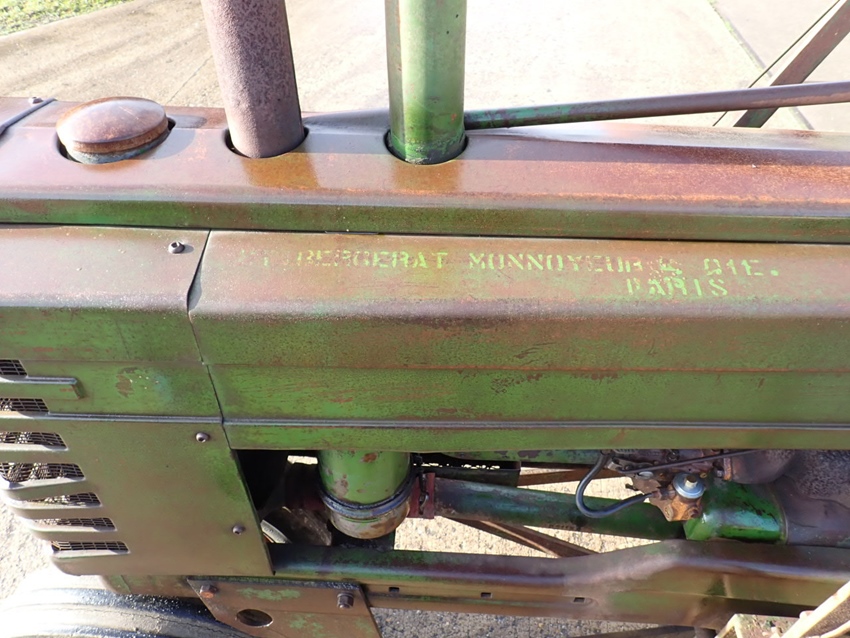 BERGERAT MONNOYEUR & CIE.
PARIS